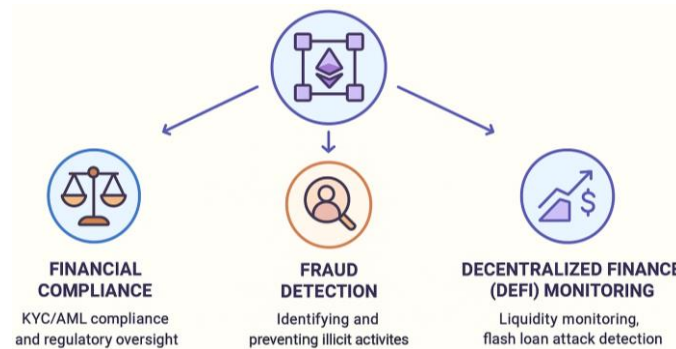 FINANCIAL
COMPLIANCE
KYC/AML compliance
and regulatory oversight
FRAUD
DETECTION
Identifying and
preventing illicit activites
DECENTRALIZED FINANCE
(DEFI) MONITORING
Liquidity monitoring,
flash loan attack detection
$